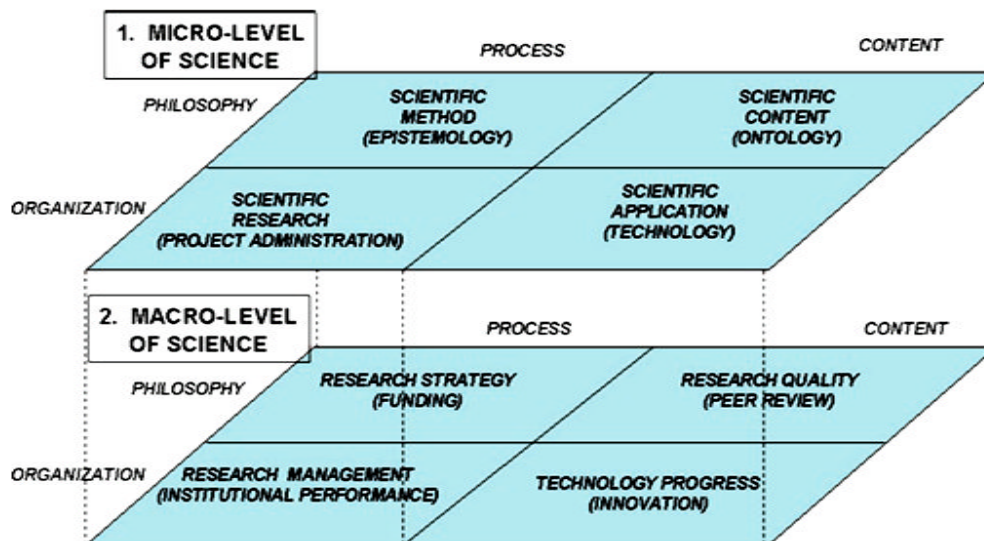 1. MICRO-LEVEL
OF SCIENCE
PROCESS
CONTENT
PHILOSOPHY
SCIENTIFIC
METHOD
(EPISTEMOLOGY)
SCIENTIFIC
CONTENT
(ONTOLOGY)
ORGANIZATION
SCIENTIFIC
RESEARCH
(PROJECT ADMINISTRATION)
SCIENTIFIC
APPLICATION
(TECHNOLOGY)
2. MACRO-LEVEL
OF SCIENCE
PROCESS
CONTENT
PHILOSOPHY
RESEARCH STRATEGY
(FUNDING)
RESEARCH QUALITY
(PEER REVIEW)
ORGANIZATION
RESEARCH MANAGEMENT
(INSTITUTIONAL PERFORMANCE)
TECHNOLOGY PROGRESS
(INNOVATION)